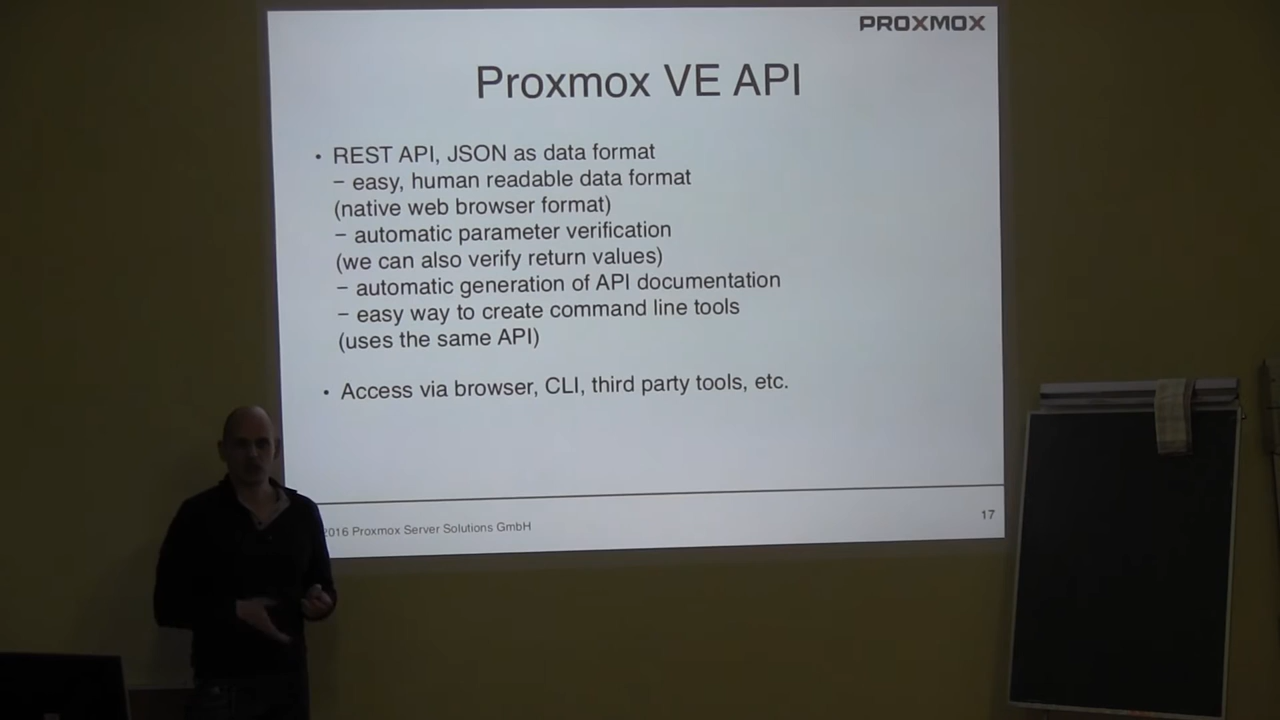 PROXMOX
Proxmox VE API
• REST API, JSON as data format
– easy, human readable data format
(native web browser format)
– automatic parameter verification
(we can also verify return values)
– automatic generation of API documentation
– easy way to create command line tools
(uses the same API)
• Access via browser, CLI, third party tools, etc.
2016 Proxmox Server Solutions GmbH
17